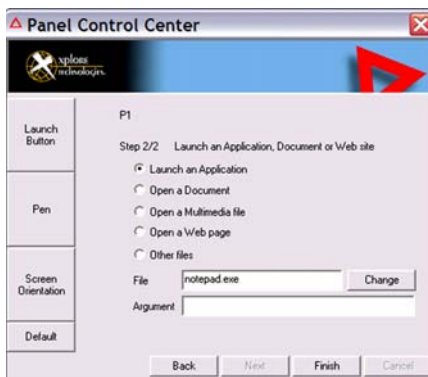 Panel Control Center
xplore
technologies.
Launch
Button
Pen
Screen
Orientation
Default
P1
Step 2/2 Launch an Application, Document or Web site
Launch an Application
Open a Document
Open a Multimedia file
Open a Web page
Other files
File notepad.exe Change
Argument
Back Next Finish Cancel